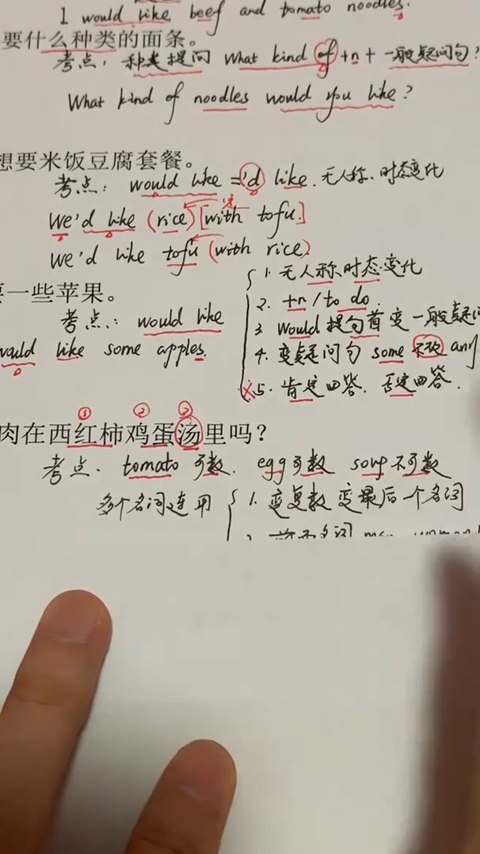 I would like beef and tomato noodles.
要什么种类的面条。
考点: 种类提问 what kind of +n + 一般疑问句?
What kind of noodles would you like?
想要米饭豆腐套餐。
考点: would like = 'd like. 无人称、时态变化
We'd like (rice) [with tofu.]
We'd like tofu (with rice)
要一些苹果。
考点: would like
would like some apples.
1. 无人称、时态变化
2. +n / to do.
3 Would 提句首 变一般疑问
4. 变疑问句 some 不改 any
5. 肯定回答、否定回答.
① ② ③
肉在西红柿鸡蛋汤里吗?
考点. tomato 可数. egg 可数 soup 不可数
多个名词连用
1. 变复数 变最后一个名词